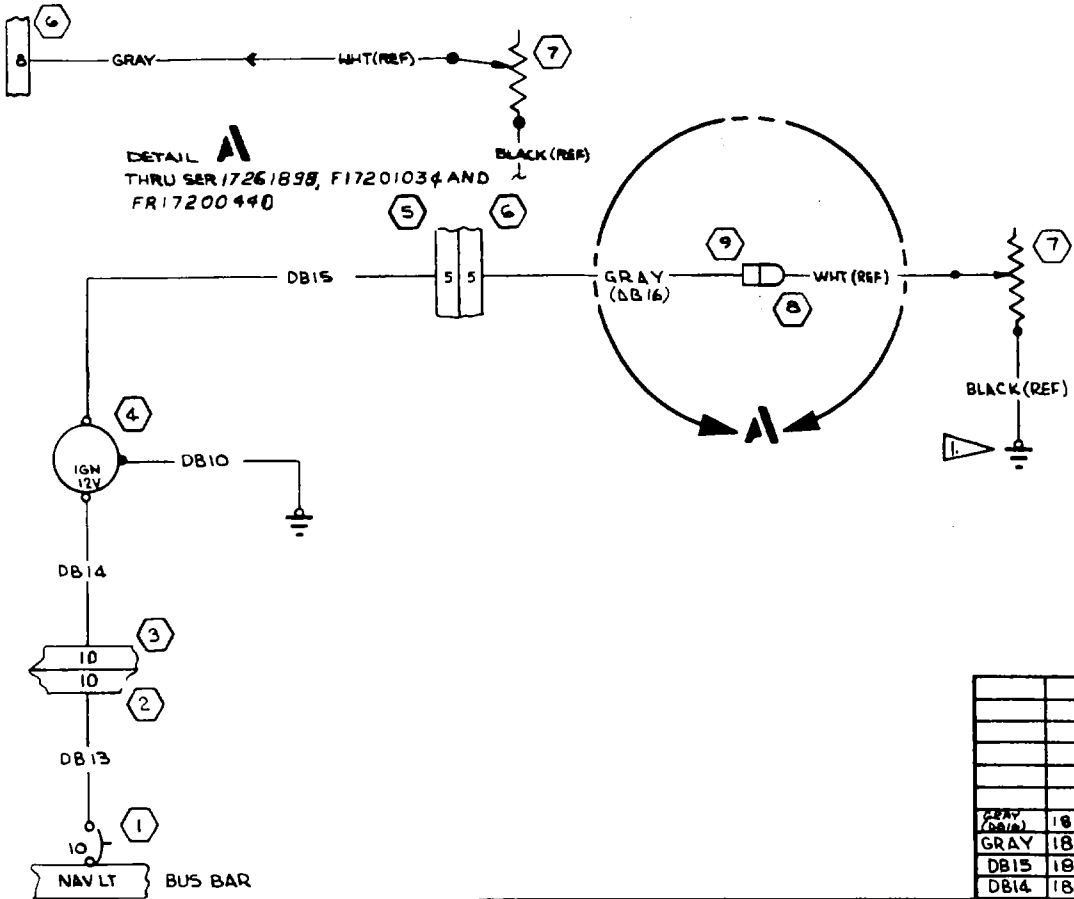 6
8 GRAY WHT(REF) 7
DETAIL A
THRU SER 17261898, F17201034 AND
FR17200440
BLACK(REF)
5 6
DB15 5 5 GRAY 9 WHT(REF) 7
(DB16) 8
BLACK(REF)
4
IGN
12V
DB10
A
1.
DB14
3
10
10
2
DB13
1
10
NAV LT BUS BAR
GRAY
(DB16) 18
GRAY 18
DB15 18
DB14 18